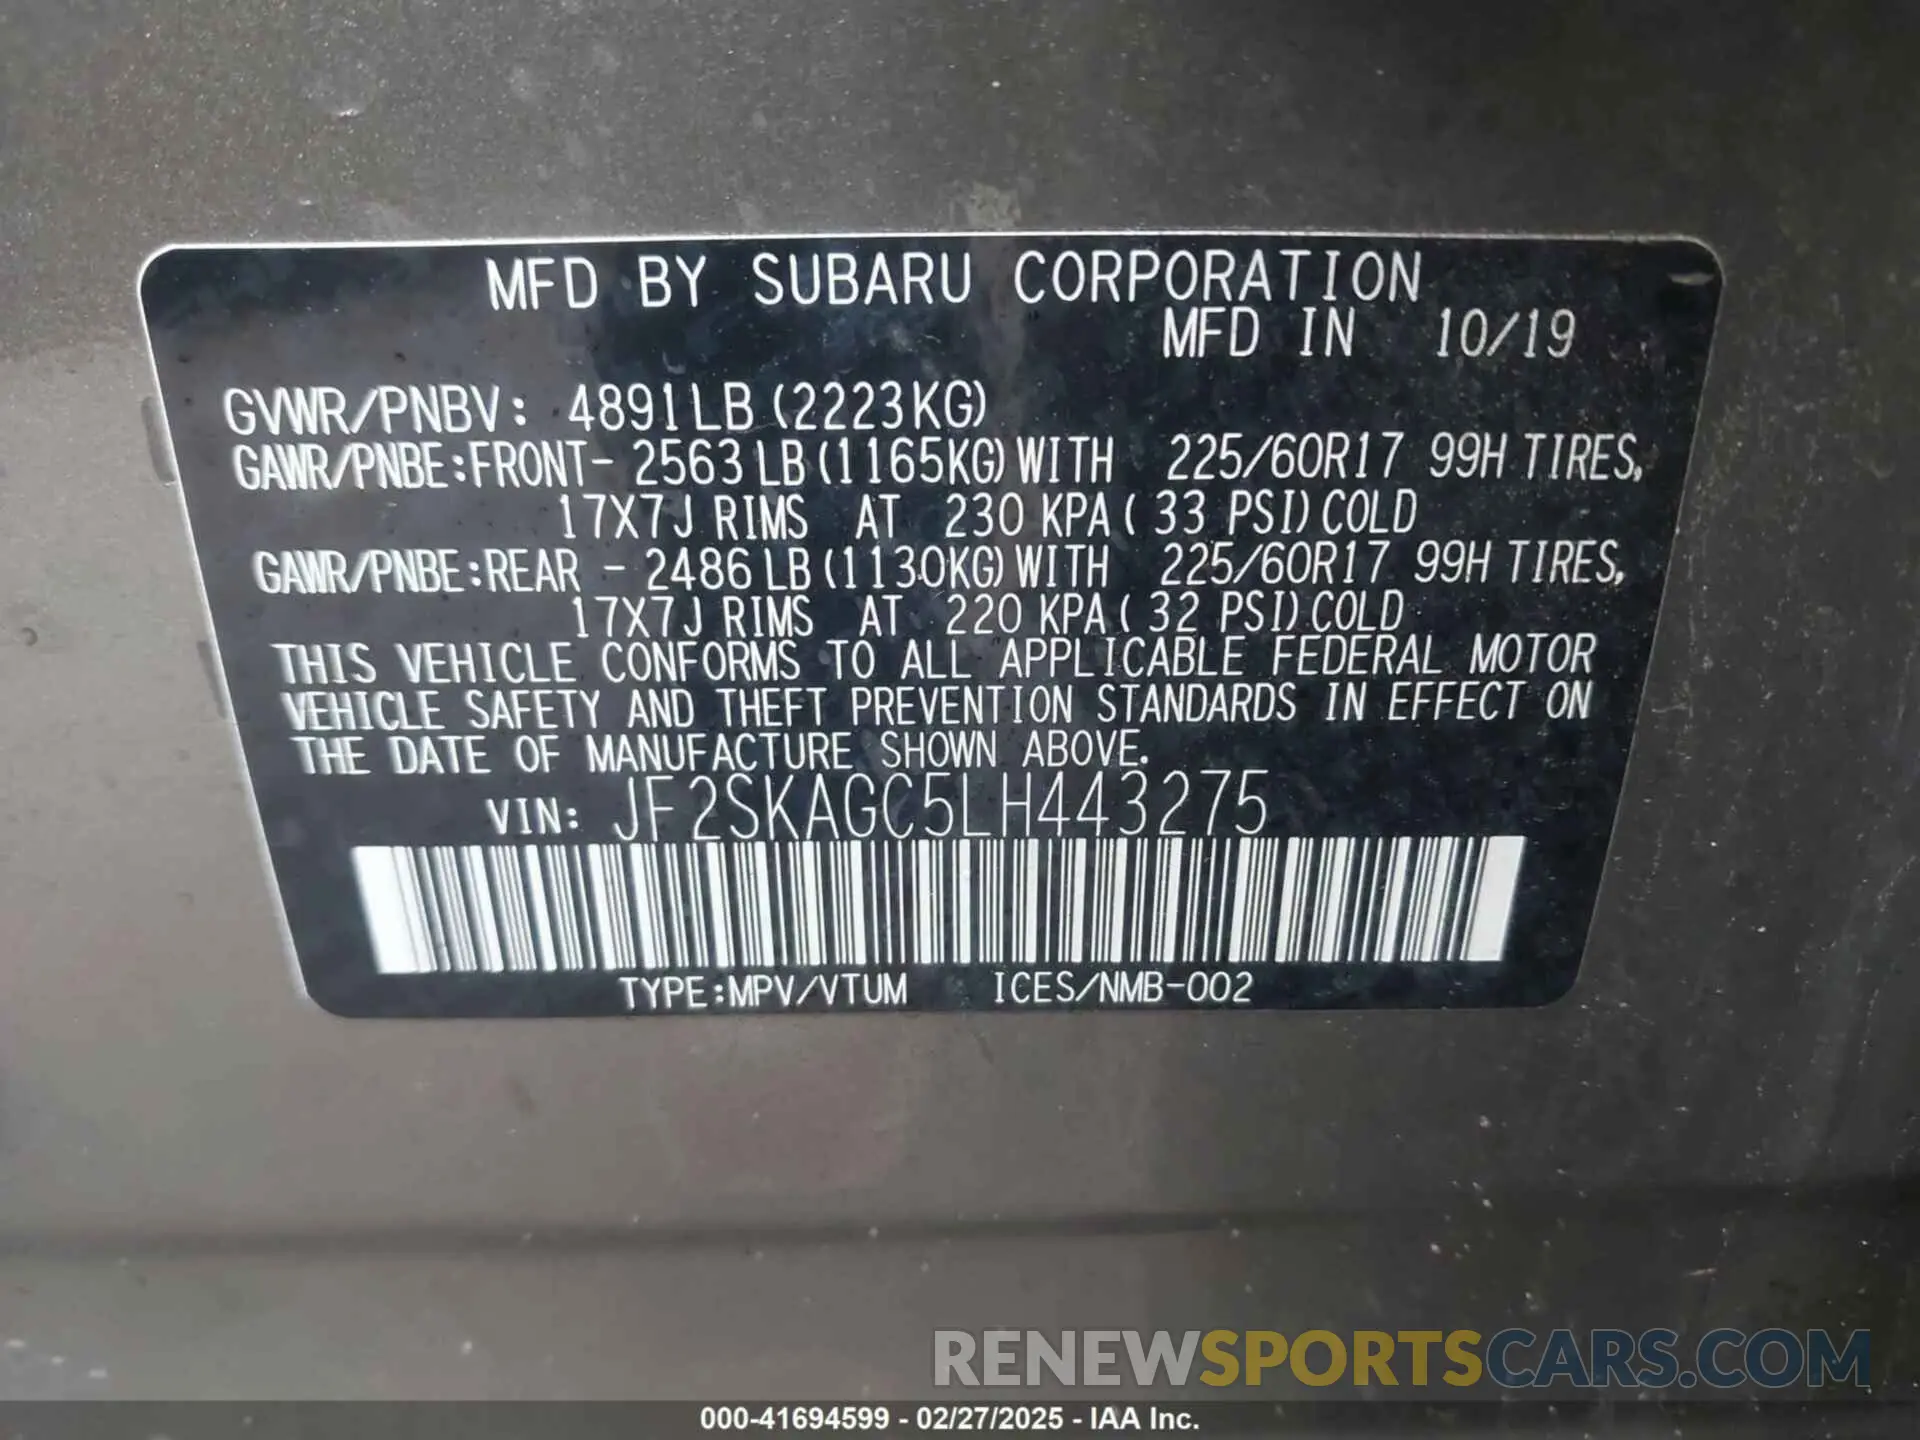 MFD BY SUBARU CORPORATION
MFD IN 10/19
GVWR/PNBV: 4891LB (2223KG)
GAWR/PNBE:FRONT- 2563LB(1165KG)WITH 225/60R17 99H TIRES,
17X7J RIMS AT 230 KPA( 33 PSI)COLD
GAWR/PNBE:REAR - 2486LB(1130KG)WITH 225/60R17 99H TIRES,
17X7J RIMS AT 220 KPA( 32 PSI)COLD
THIS VEHICLE CONFORMS TO ALL APPLICABLE FEDERAL MOTOR
VEHICLE SAFETY AND THEFT PREVENTION STANDARDS IN EFFECT ON
THE DATE OF MANUFACTURE SHOWN ABOVE.
VIN: JF2SKAGC5LH443275
TYPE:MPV/VTUM ICES/NMB-002
RENEWSPORTSCARS.COM
000-41694599 - 02/27/2025 - IAA Inc.